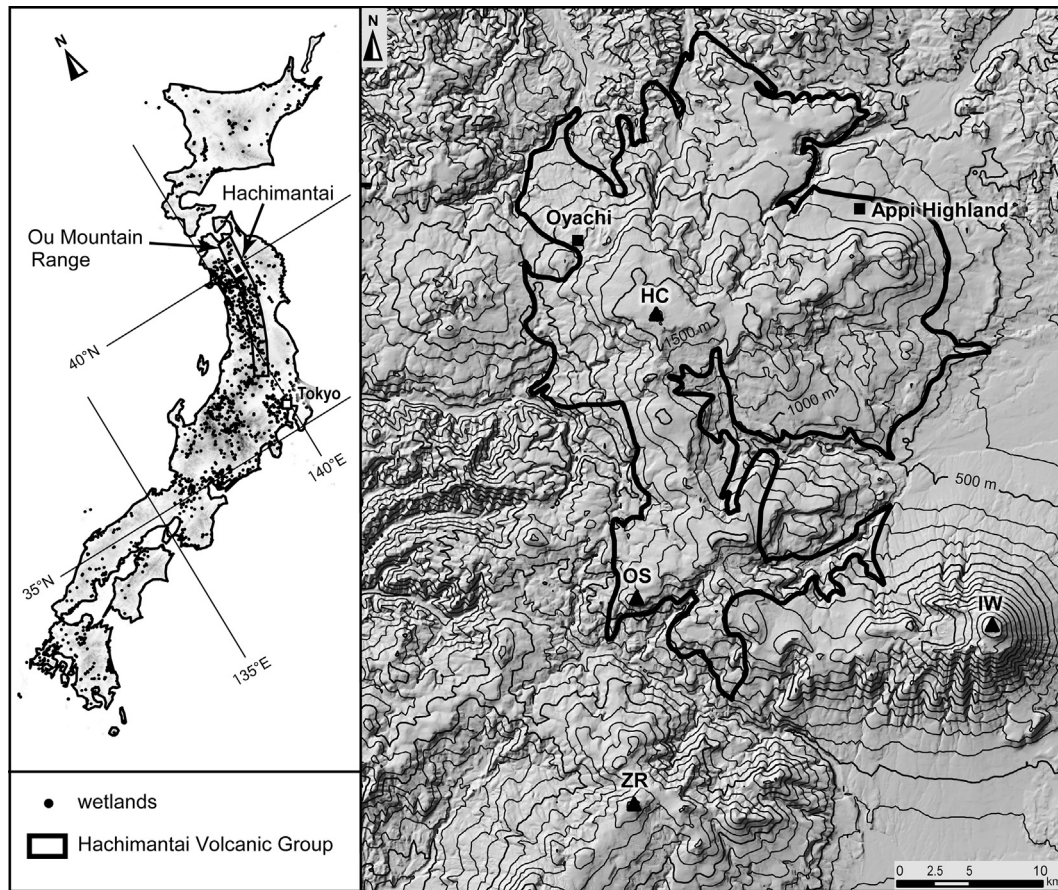 N
Hachimantai
Ou Mountain
Range
40°N
Tokyo
140°E
35°N
135°E
wetlands
Hachimantai Volcanic Group
N
Oyachi
Appi Highland
HC
1500 m
1000 m
500 m
OS
IW
ZR
0 2.5 5 10
km